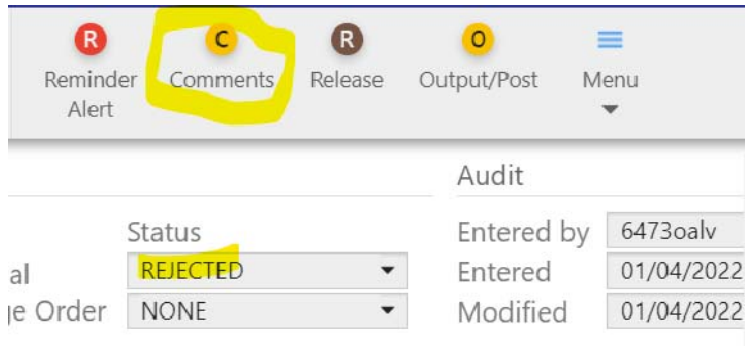 R C R O
Reminder Alert Comments Release Output/Post Menu
Audit
Status Entered by 6473oalv
al REJECTED Entered 01/04/2022
ge Order NONE Modified 01/04/2022